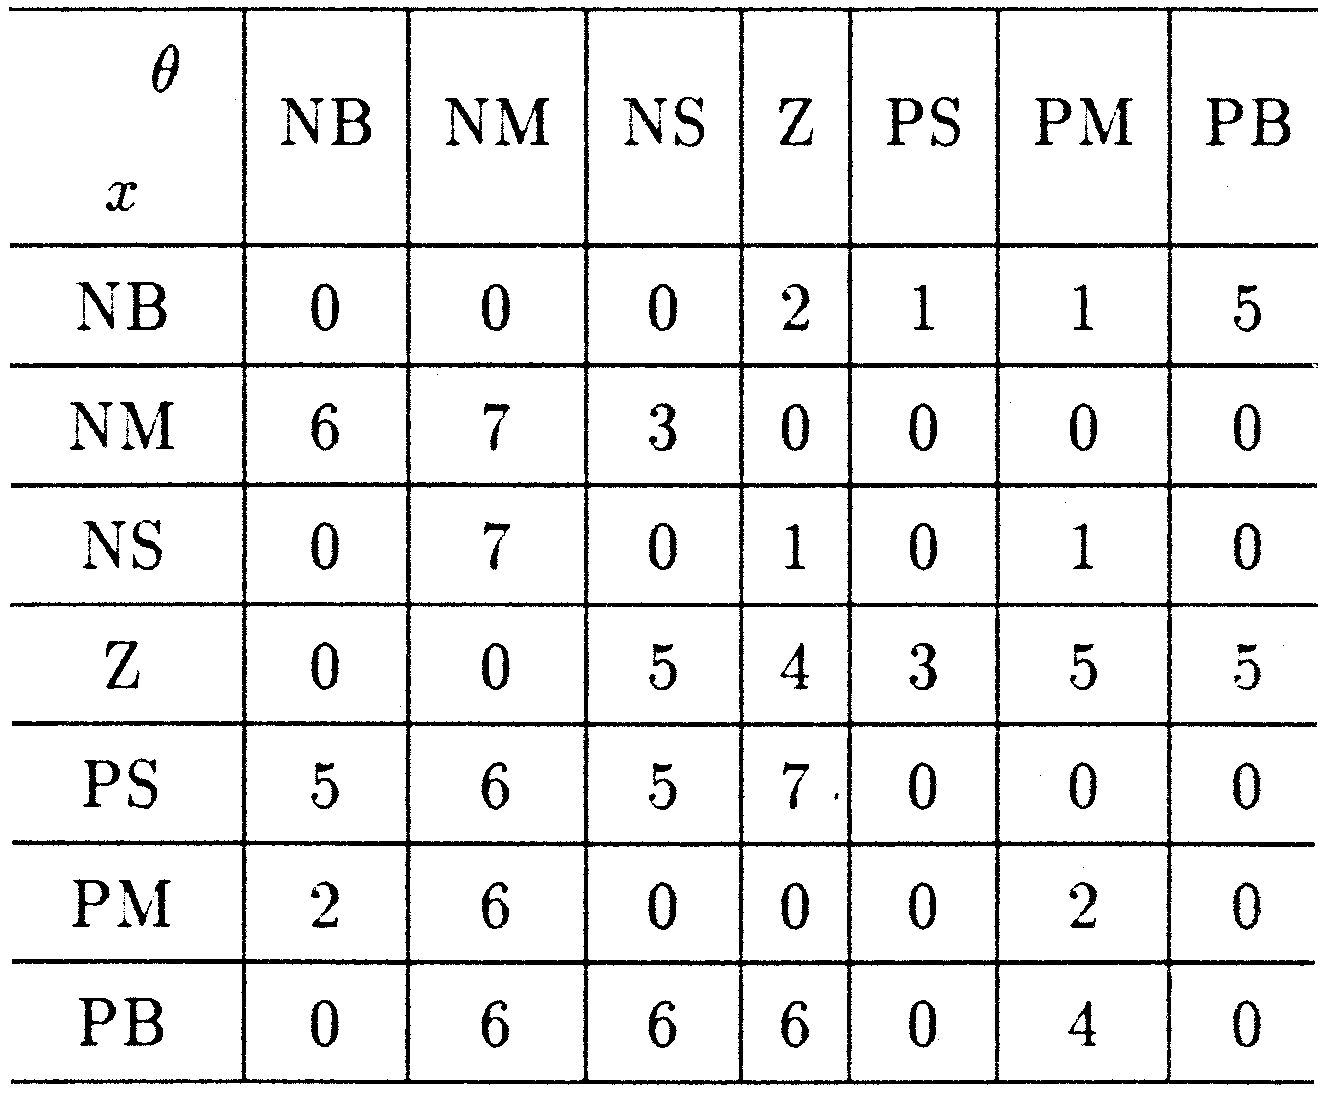 θ
NB NM NS Z PS PM PB
x
NB 0 0 0 2 1 1 5
NM 6 7 3 0 0 0 0
NS 0 7 0 1 0 1 0
Z 0 0 5 4 3 5 5
PS 5 6 5 7 0 0 0
PM 2 6 0 0 0 2 0
PB 0 6 6 6 0 4 0